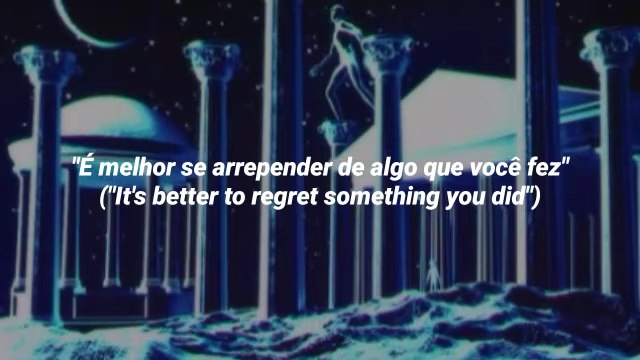 "É melhor se arrepender de algo que você fez"
("It's better to regret something you did")